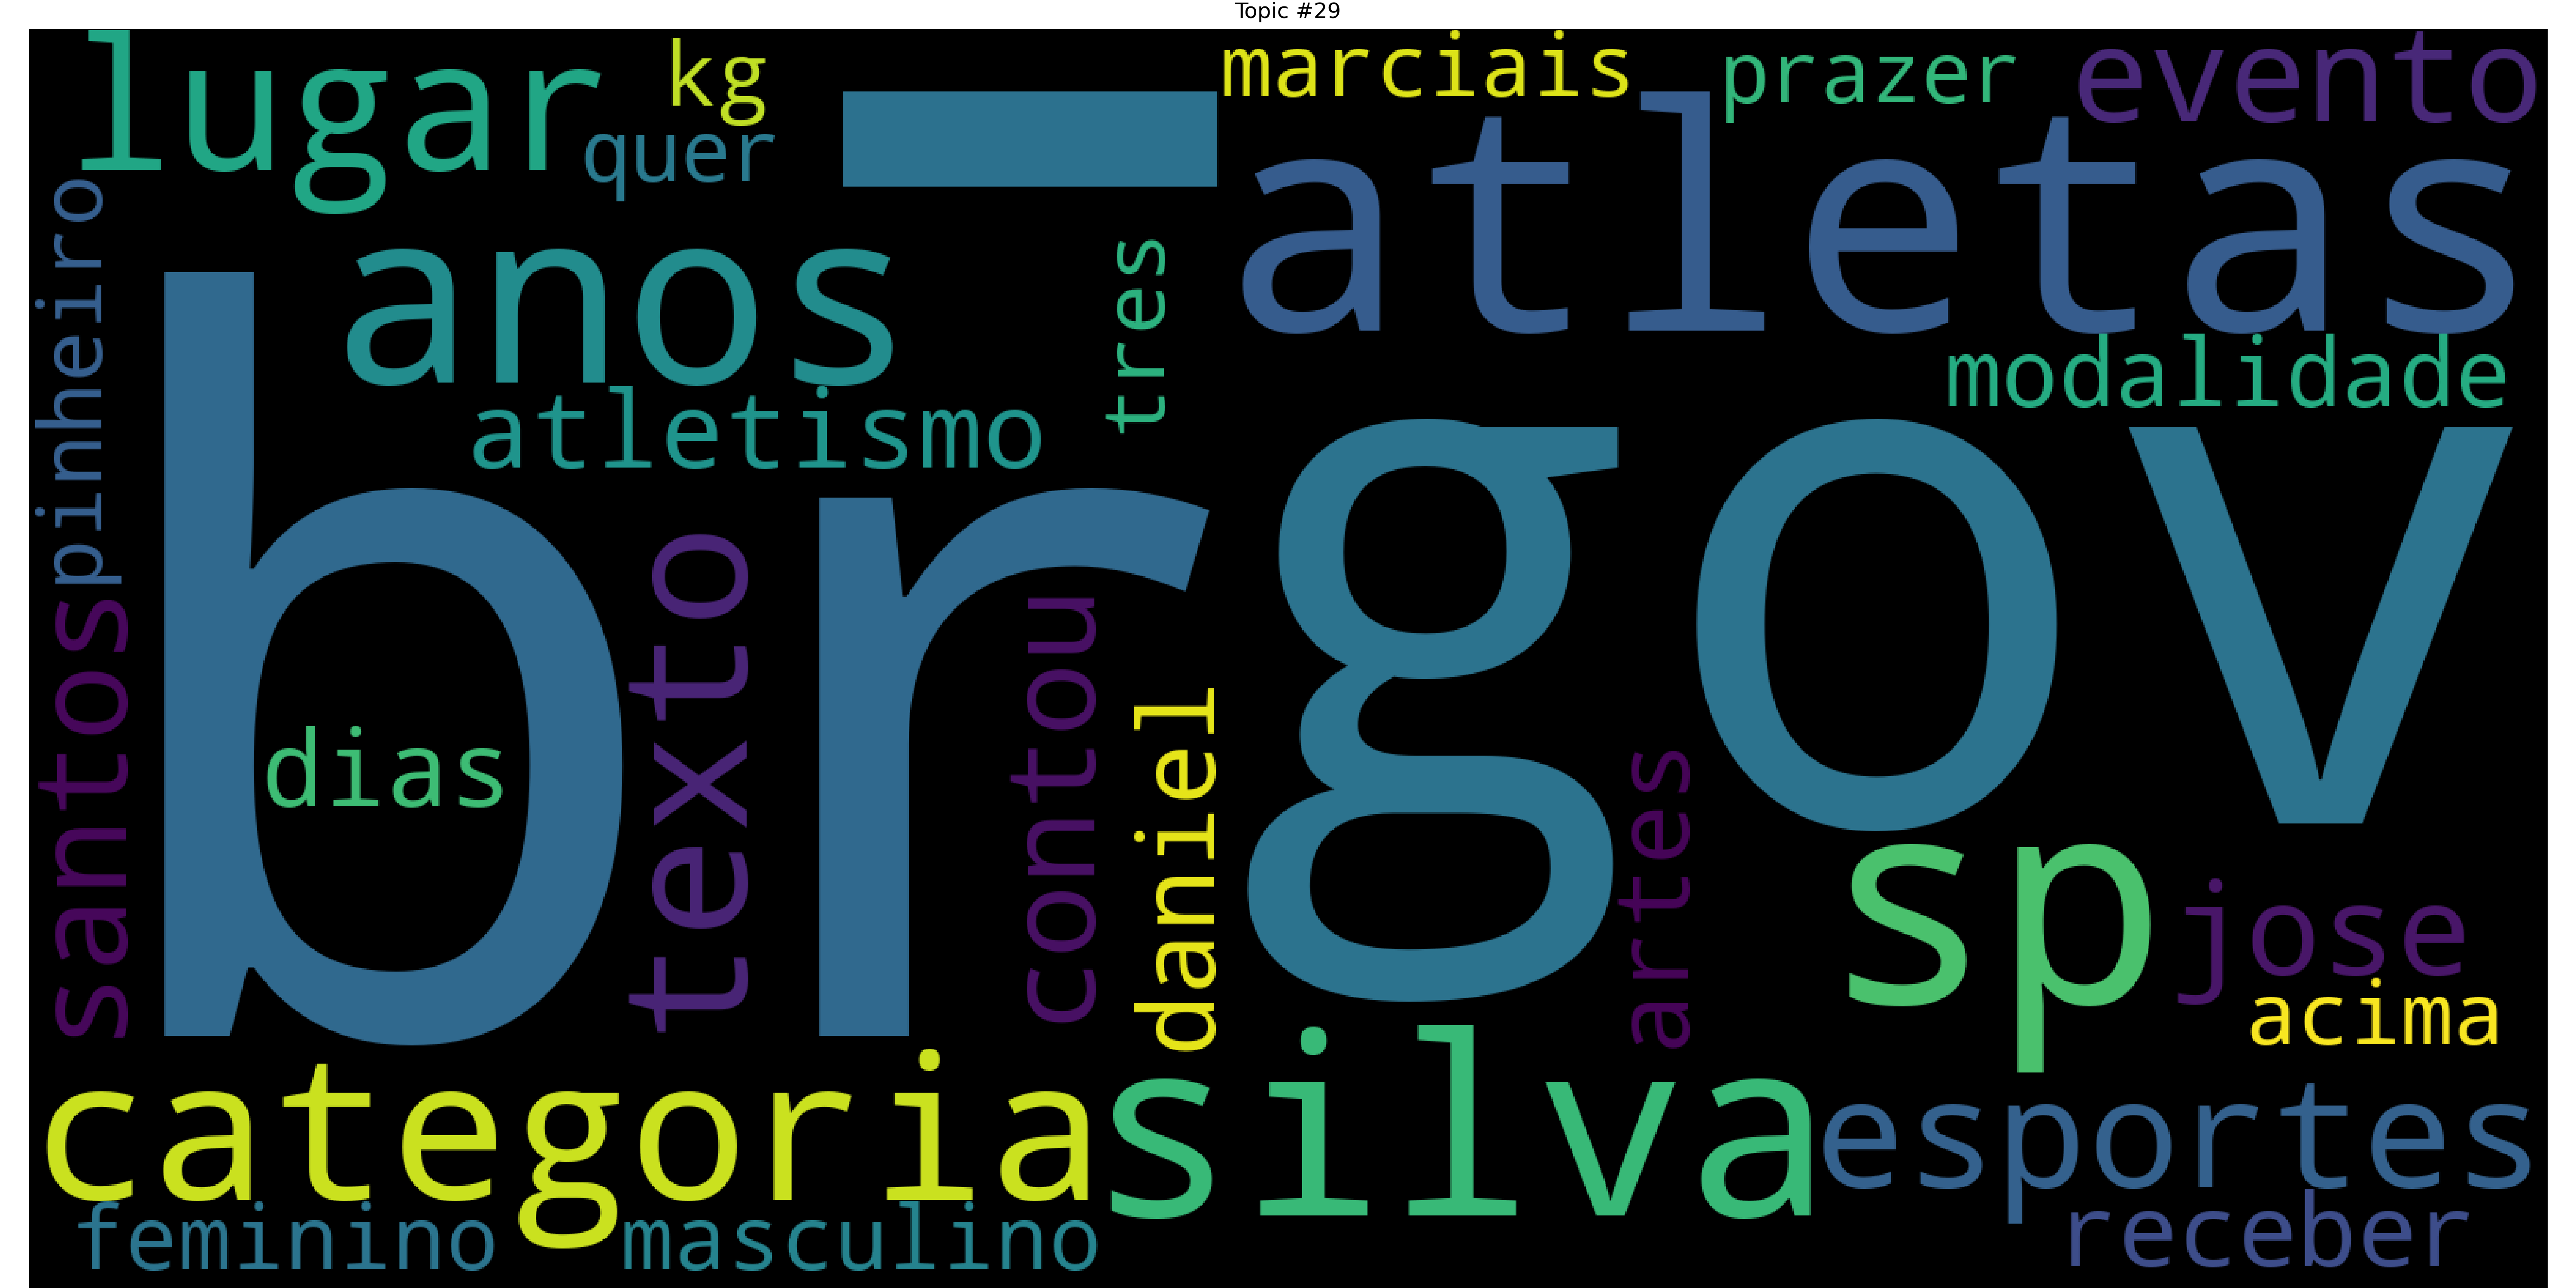 Topic #29
lugar
kg
quer
marciais
prazer
evento
atletas
pinheiro
anos
tres
modalidade
atletismo
br
gov
texto
contou
santos
dias
daniel
artes
sp
jose
acima
categoria
silva
esportes
feminino
masculino
receber